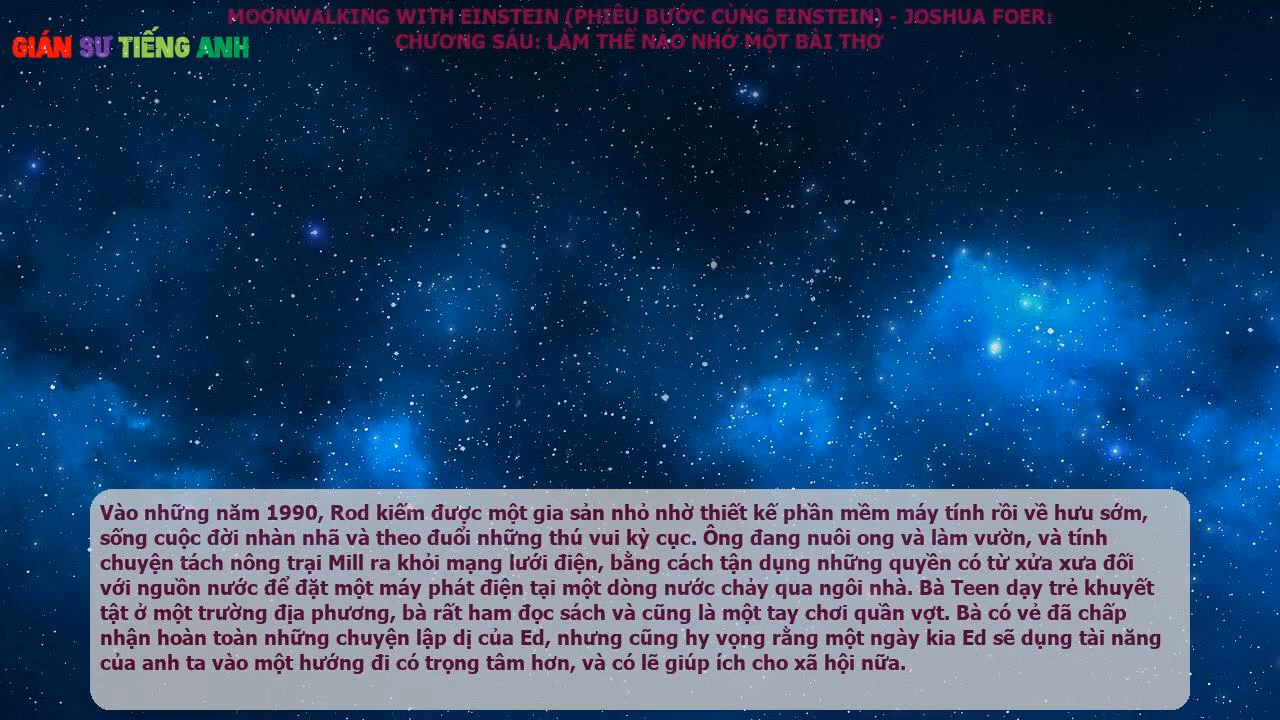 MOONWALKING WITH EINSTEIN (PHIÊU BƯỚC CÙNG EINSTEIN) - JOSHUA FOER:
CHƯƠNG SÁU: LÀM THẾ NÀO NHỚ MỘT BÀI THƠ
GIÁN SƯ TIẾNG ANH
Vào những năm 1990, Rod kiếm được một gia sản nhỏ nhờ thiết kế phần mềm máy tính rồi về hưu sớm,
sống cuộc đời nhàn nhã và theo đuổi những thú vui kỳ cục. Ông đang nuôi ong và làm vườn, và tính
chuyện tách nông trại Mill ra khỏi mạng lưới điện, bằng cách tận dụng những quyền có từ xửa xưa đối
với nguồn nước để đặt một máy phát điện tại một dòng nước chảy qua ngôi nhà. Bà Teen dạy trẻ khuyết
tật ở một trường địa phương, bà rất ham đọc sách và cũng là một tay chơi quần vợt. Bà có vẻ đã chấp
nhận hoàn toàn những chuyện lập dị của Ed, nhưng cũng hy vọng rằng một ngày kia Ed sẽ dụng tài năng
của anh ta vào một hướng đi có trọng tâm hơn, và có lẽ giúp ích cho xã hội nữa.